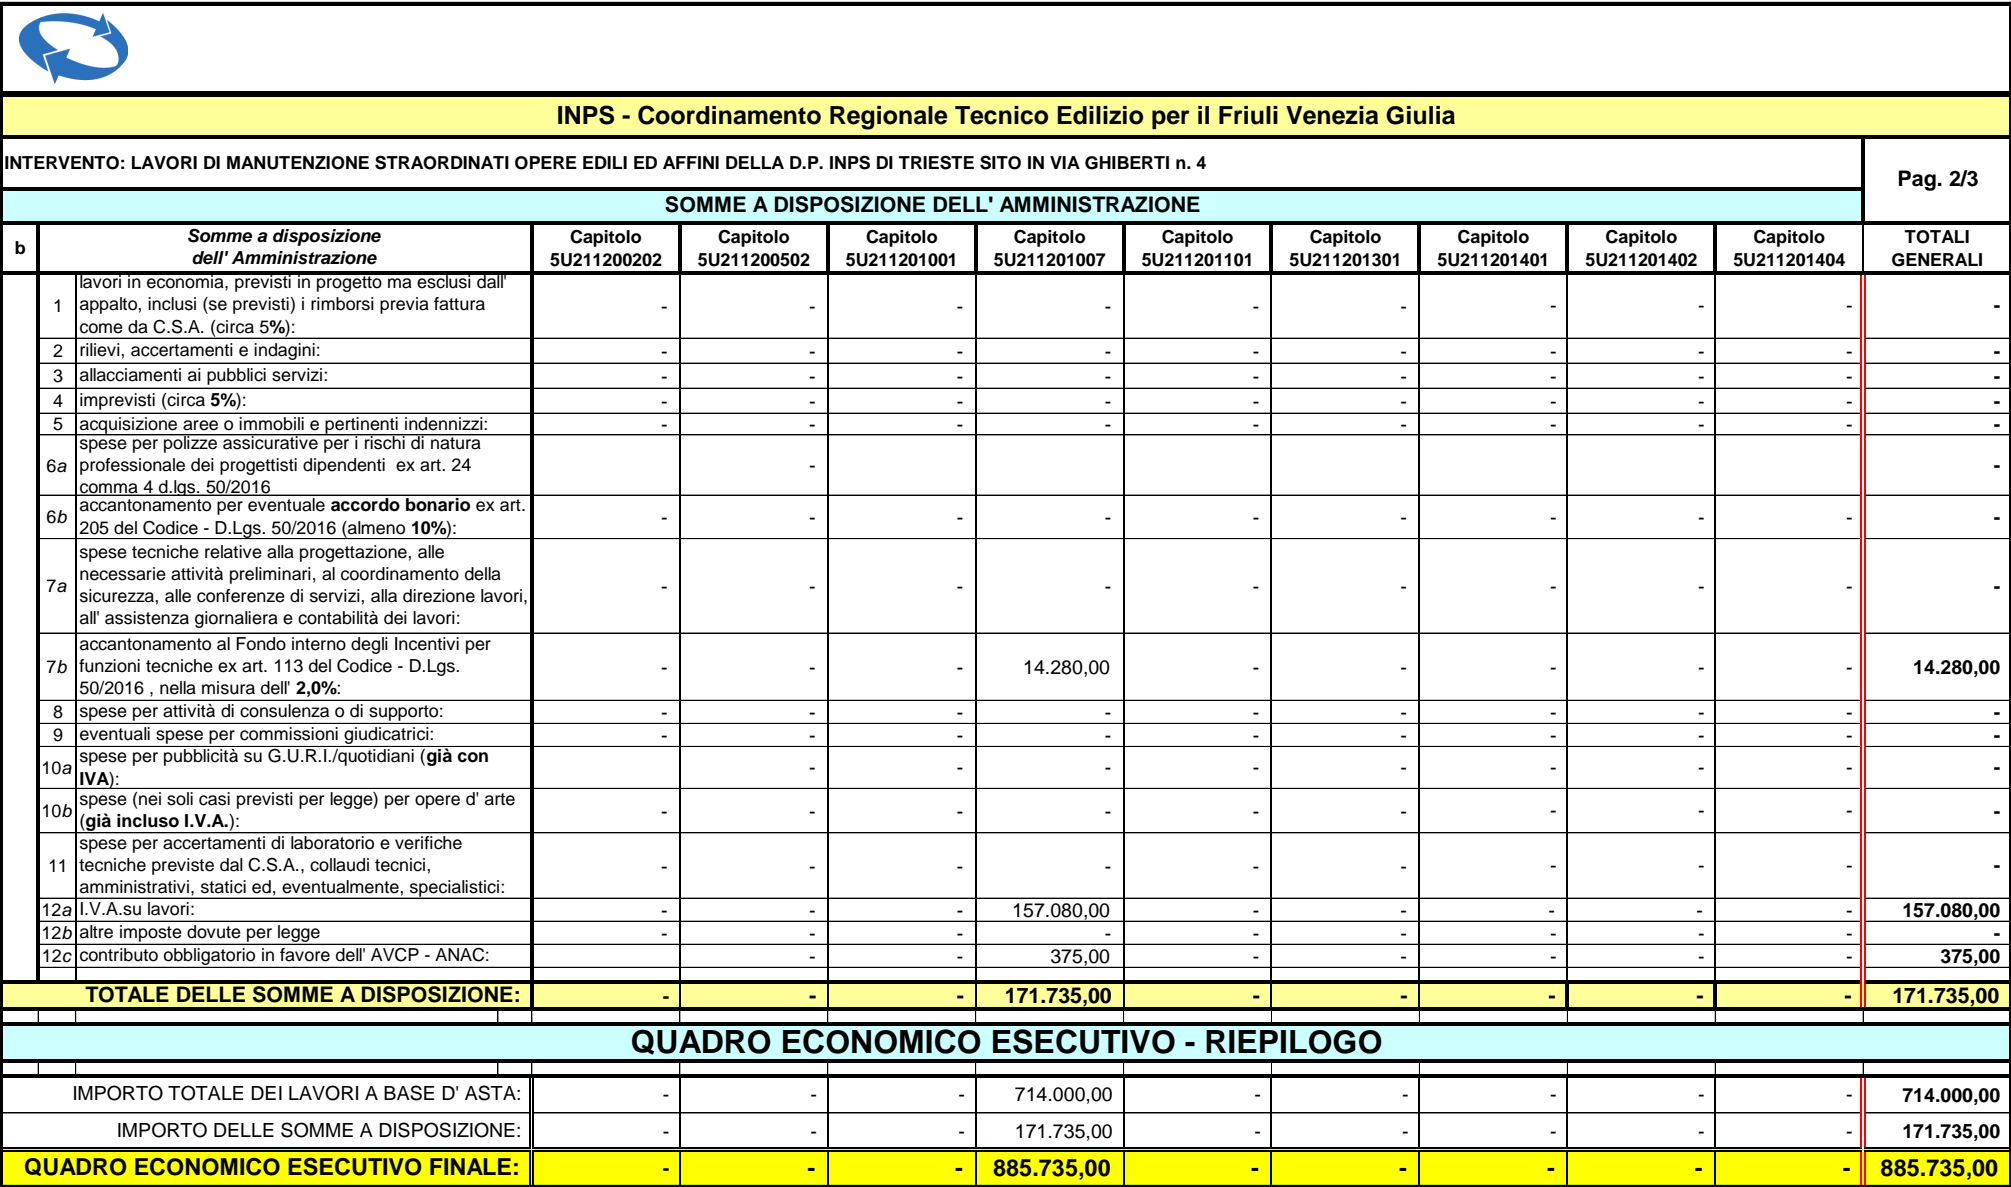 INPS - Coordinamento Regionale Tecnico Edilizio per il Friuli Venezia Giulia
INTERVENTO: LAVORI DI MANUTENZIONE STRAORDINATI OPERE EDILI ED AFFINI DELLA D.P. INPS DI TRIESTE SITO IN VIA GHIBERTI n. 4
Pag. 2/3
SOMME A DISPOSIZIONE DELL' AMMINISTRAZIONE
b Somme a disposizione dell' Amministrazione Capitolo 5U211200202 Capitolo 5U211200502 Capitolo 5U211201001 Capitolo 5U211201007 Capitolo 5U211201101 Capitolo 5U211201301 Capitolo 5U211201401 Capitolo 5U211201402 Capitolo 5U211201404 TOTALI GENERALI
lavori in economia, previsti in progetto ma esclusi dall'
1 appalto, inclusi (se previsti) i rimborsi previa fattura - - - - - - - - - -
come da C.S.A. (circa 5%):
2 rilievi, accertamenti e indagini: - - - - - - - - - -
3 allacciamenti ai pubblici servizi: - - - - - - - - - -
4 imprevisti (circa 5%): - - - - - - - - - -
5 acquisizione aree o immobili e pertinenti indennizzi: - - - - - - - - - -
spese per polizze assicurative per i rischi di natura
6a professionale dei progettisti dipendenti ex art. 24 - -
comma 4 d.lgs. 50/2016
6b accantonamento per eventuale accordo bonario ex art.
205 del Codice - D.Lgs. 50/2016 (almeno 10%): - - - - - - - - - -
spese tecniche relative alla progettazione, alle
necessarie attività preliminari, al coordinamento della
7a sicurezza, alle conferenze di servizi, alla direzione lavori, - - - - - - - - - -
all' assistenza giornaliera e contabilità dei lavori:
accantonamento al Fondo interno degli Incentivi per
7b funzioni tecniche ex art. 113 del Codice - D.Lgs. - - - 14.280,00 - - - - - 14.280,00
50/2016 , nella misura dell' 2,0%:
8 spese per attività di consulenza o di supporto: - - - - - - - - - -
9 eventuali spese per commissioni giudicatrici: - - - - - - - - - -
10a spese per pubblicità su G.U.R.I./quotidiani (già con
IVA): - - - - - - - - -
10b spese (nei soli casi previsti per legge) per opere d' arte
(già incluso I.V.A.): - - - - - - - - - -
spese per accertamenti di laboratorio e verifiche
11 tecniche previste dal C.S.A., collaudi tecnici, - - - - - - - - - -
amministrativi, statici ed, eventualmente, specialistici:
12a I.V.A.su lavori: - - - 157.080,00 - - - - - 157.080,00
12b altre imposte dovute per legge - - - - - - - - - -
12c contributo obbligatorio in favore dell' AVCP - ANAC: - - 375,00 - - - - - 375,00
TOTALE DELLE SOMME A DISPOSIZIONE: - - - 171.735,00 - - - - - 171.735,00
QUADRO ECONOMICO ESECUTIVO - RIEPILOGO
IMPORTO TOTALE DEI LAVORI A BASE D' ASTA: - - - 714.000,00 - - - - - 714.000,00
IMPORTO DELLE SOMME A DISPOSIZIONE: - - - 171.735,00 - - - - - 171.735,00
QUADRO ECONOMICO ESECUTIVO FINALE: - - - 885.735,00 - - - - - 885.735,00